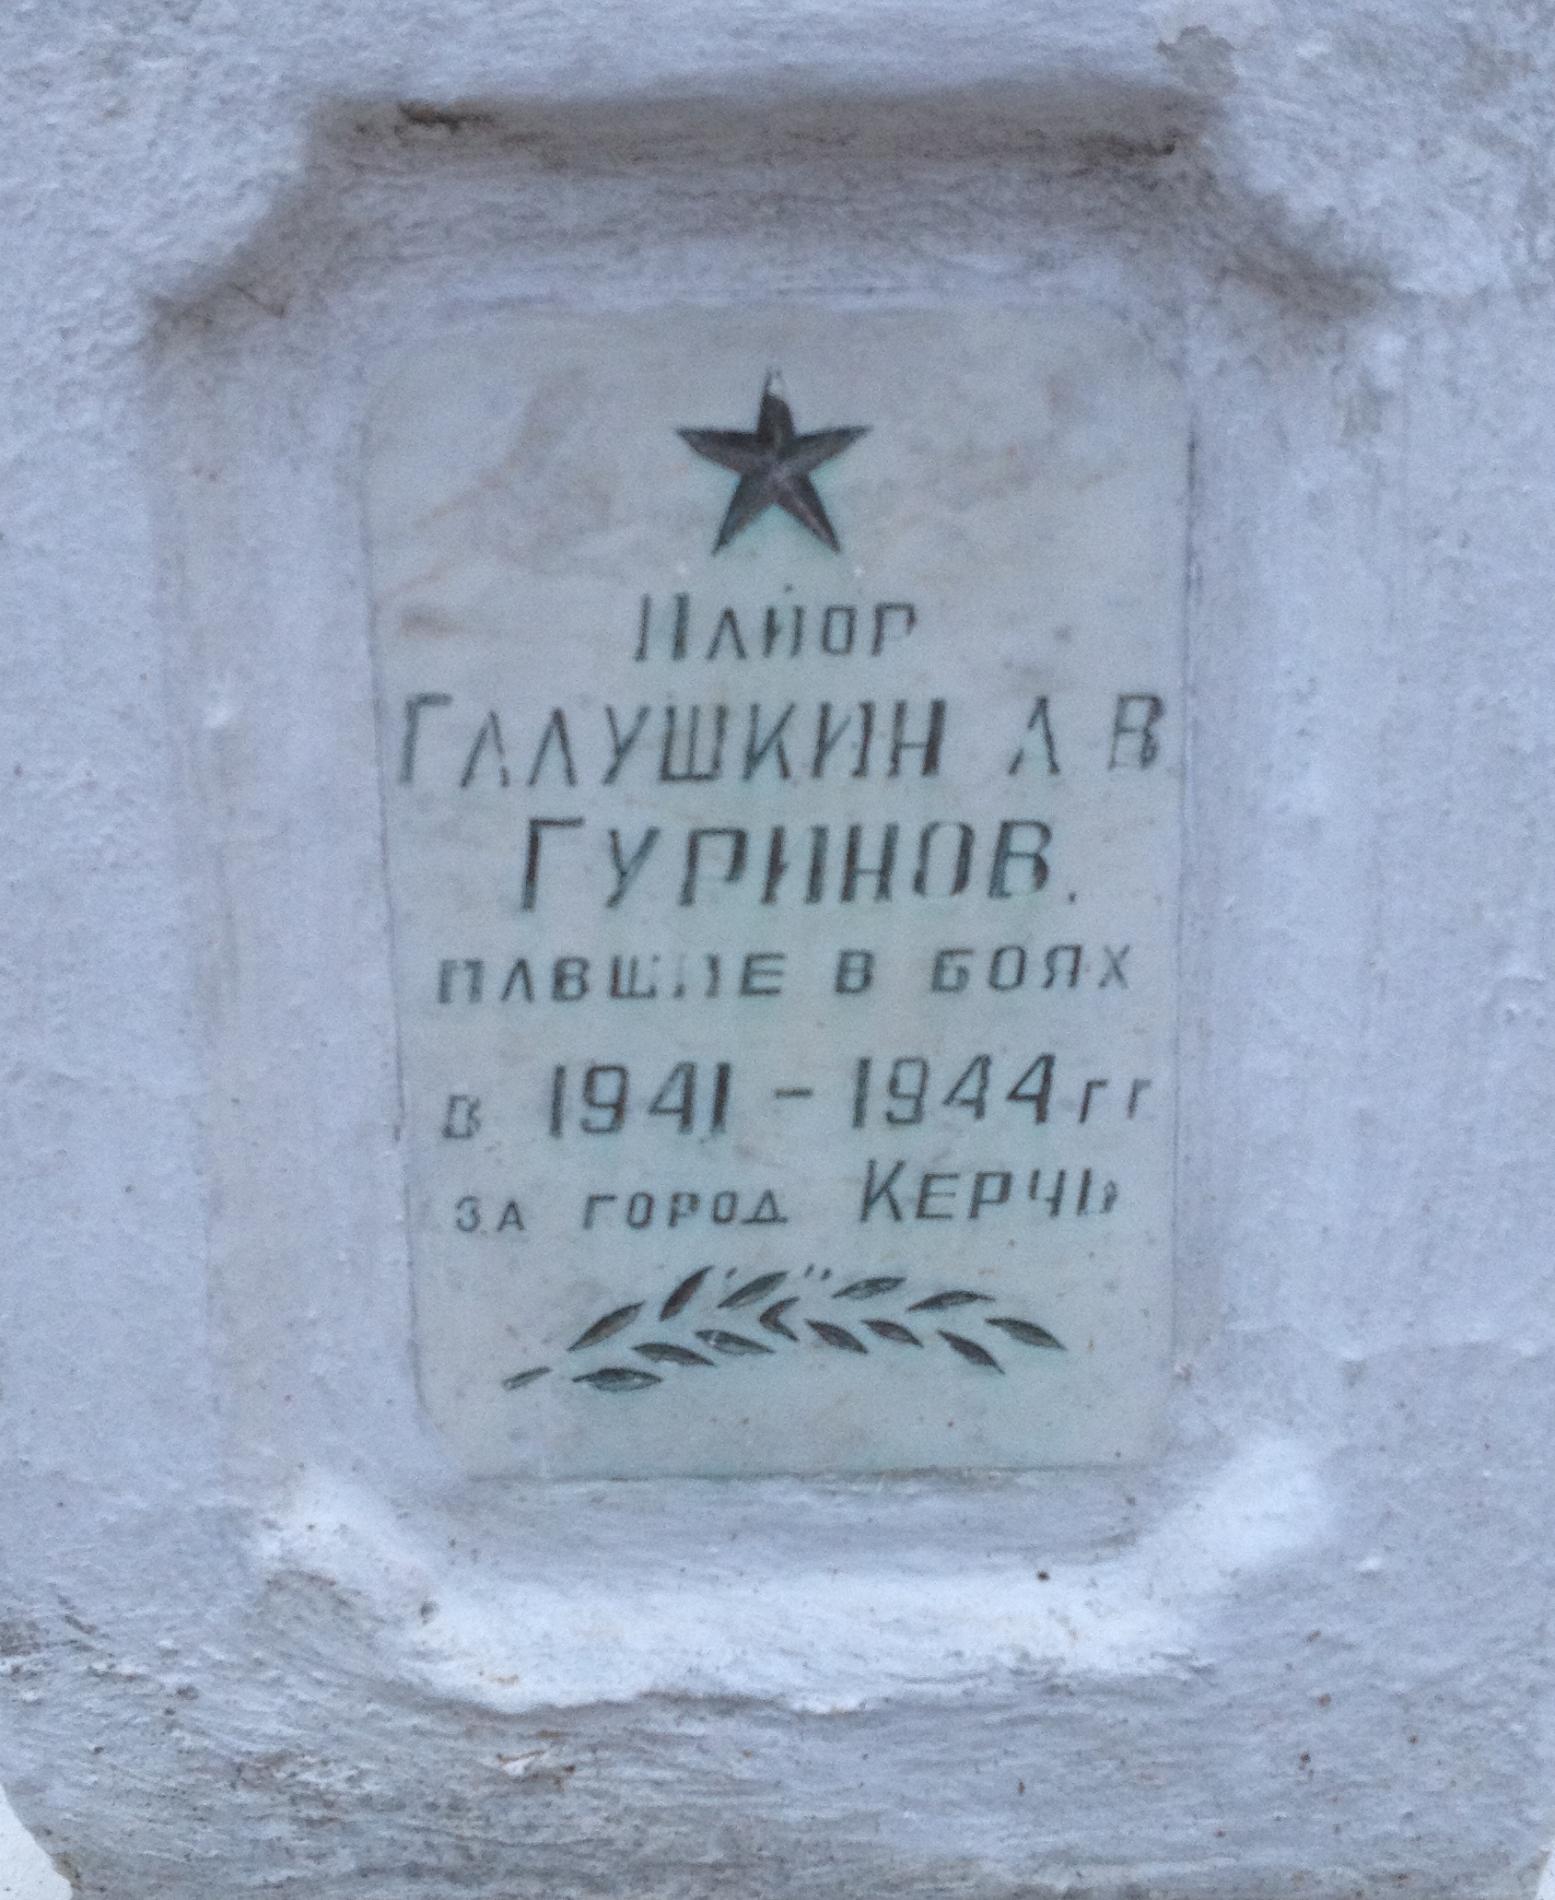 Майор
Галушкин А В
Гуринов.
павшие в боях
в 1941 - 1944 гг
за город Керчь